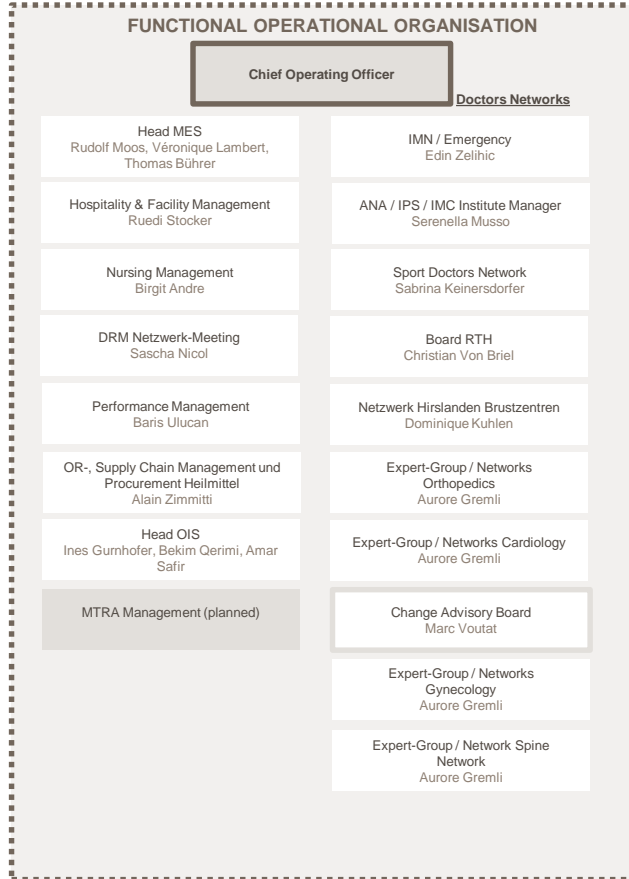 FUNCTIONAL OPERATIONAL ORGANISATION
Chief Operating Officer
Doctors Networks
Head MES
Rudolf Moos, Véronique Lambert,
Thomas Bührer
Hospitality & Facility Management
Ruedi Stocker
Nursing Management
Birgit Andre
DRM Netzwerk-Meeting
Sascha Nicol
Performance Management
Baris Ulucan
OR-, Supply Chain Management und
Procurement Heilmittel
Alain Zimmitti
Head OIS
Ines Gurnhofer, Bekim Qerimi, Amar
Safir
MTRA Management (planned)
IMN / Emergency
Edin Zelihic
ANA / IPS / IMC Institute Manager
Serenella Musso
Sport Doctors Network
Sabrina Keinersdorfer
Board RTH
Christian Von Briel
Netzwerk Hirslanden Brustzentren
Dominique Kuhlen
Expert-Group / Networks
Orthopedics
Aurore Gremli
Expert-Group / Networks Cardiology
Aurore Gremli
Change Advisory Board
Marc Voutat
Expert-Group / Networks
Gynecology
Aurore Gremli
Expert-Group / Network Spine
Network
Aurore Gremli